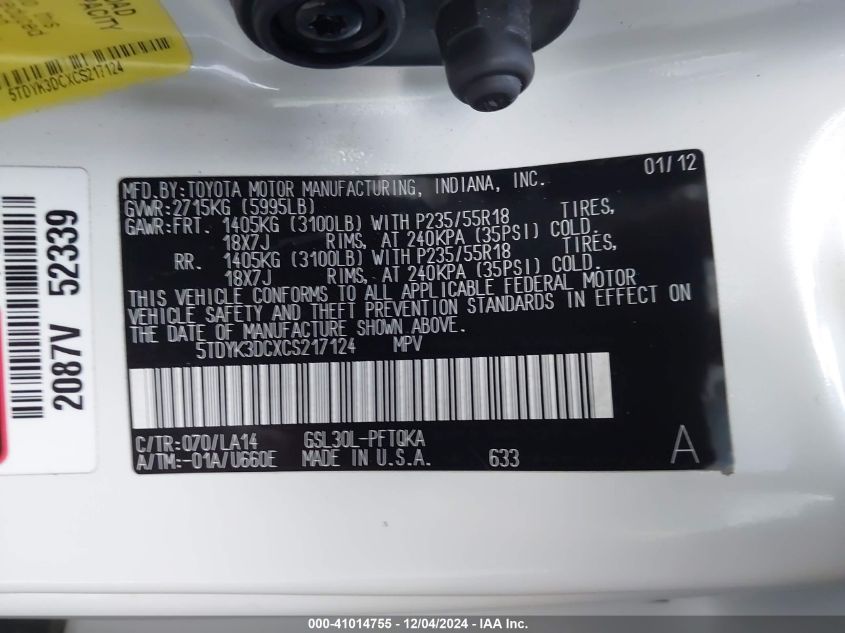 OAD
PACITY
5TDYK3DCXCS217124
2087V 52339
01/12
MFD.BY:TOYOTA MOTOR MANUFACTURING, INDIANA, INC.
GVWR:2715KG (5995LB)
GAWR:FRT. 1405KG (3100LB) WITH P235/55R18 TIRES,
18X7J RIMS, AT 240KPA (35PSI) COLD.
RR. 1405KG (3100LB) WITH P235/55R18 TIRES,
18X7J RIMS, AT 240KPA (35PSI) COLD.
THIS VEHICLE CONFORMS TO ALL APPLICABLE FEDERAL MOTOR
VEHICLE SAFETY AND THEFT PREVENTION STANDARDS IN EFFECT ON
THE DATE OF MANUFACTURE SHOWN ABOVE.
5TDYK3DCXCS217124 MPV
C/TR:070/LA14 GSL30L-PFTQKA
A/TM:-01A/U660E MADE IN U.S.A. 633 A
000-41014755 - 12/04/2024 - IAA Inc.